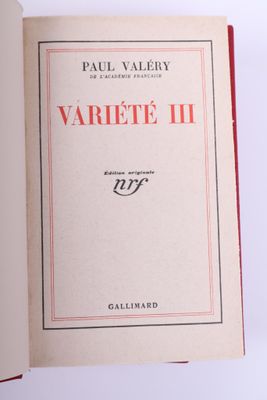 PAUL VALÉRY
DE L'ACADÉMIE FRANÇAISE
VARIÉTÉ III
Édition originale
nrf
GALLIMARD